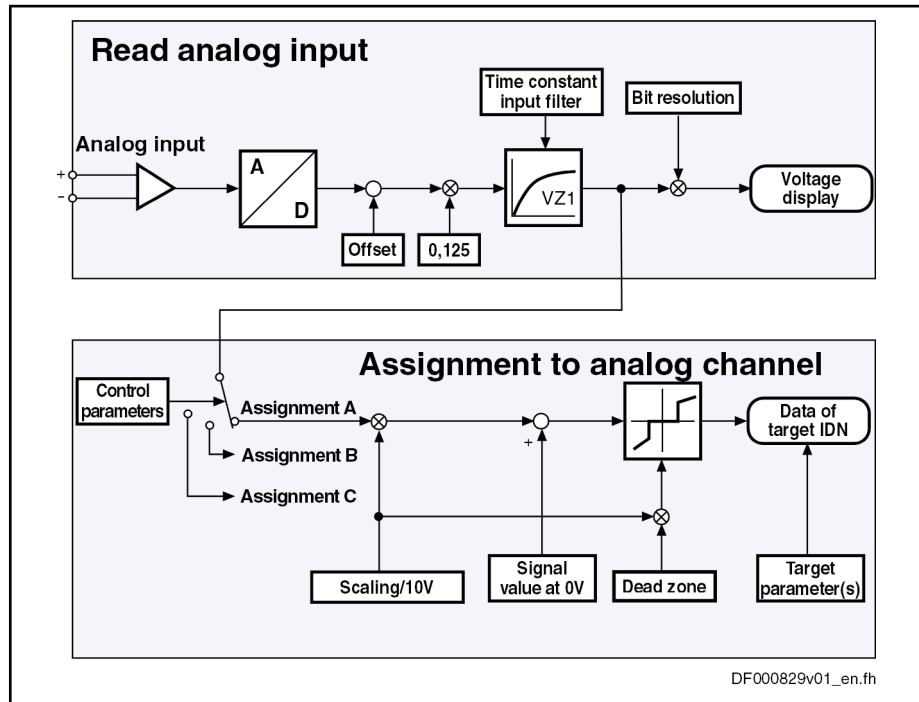 Read analog input
Time constant
input filter
Bit resolution
Analog input
+
-
A
D
VZ1
Voltage
display
Offset
0,125
Assignment to analog channel
Control
parameters
Assignment A
Assignment B
Assignment C
+
Data of
target IDN
Scaling/10V
Signal
value at 0V
Dead zone
Target
parameter(s)
DF000829v01_en.fh